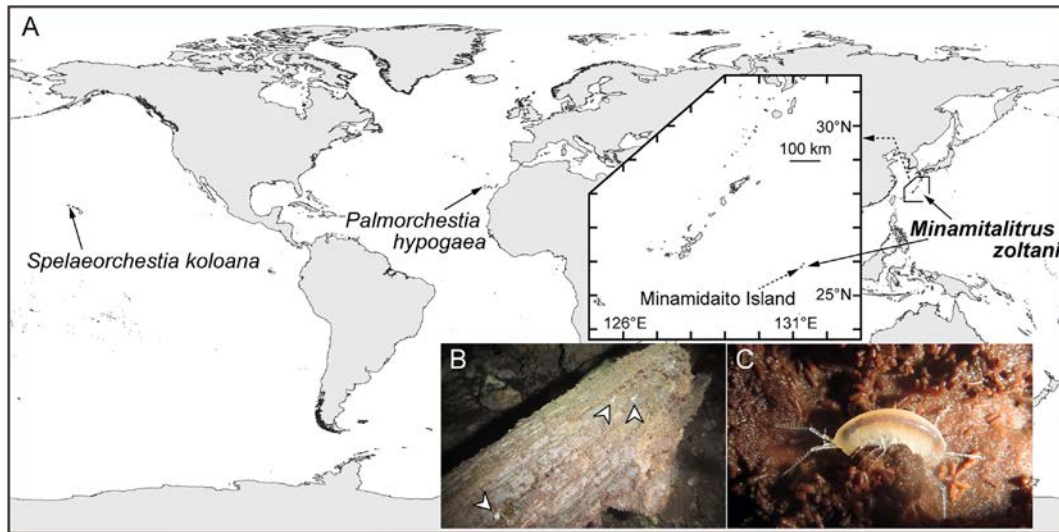 A
30°N
100 km
Palmorchestia
hypogaea
Minamitalitrus
zoltani
Spelaeorchestia koloana
Minamidaito Island
25°N
126°E
131°E
B
C